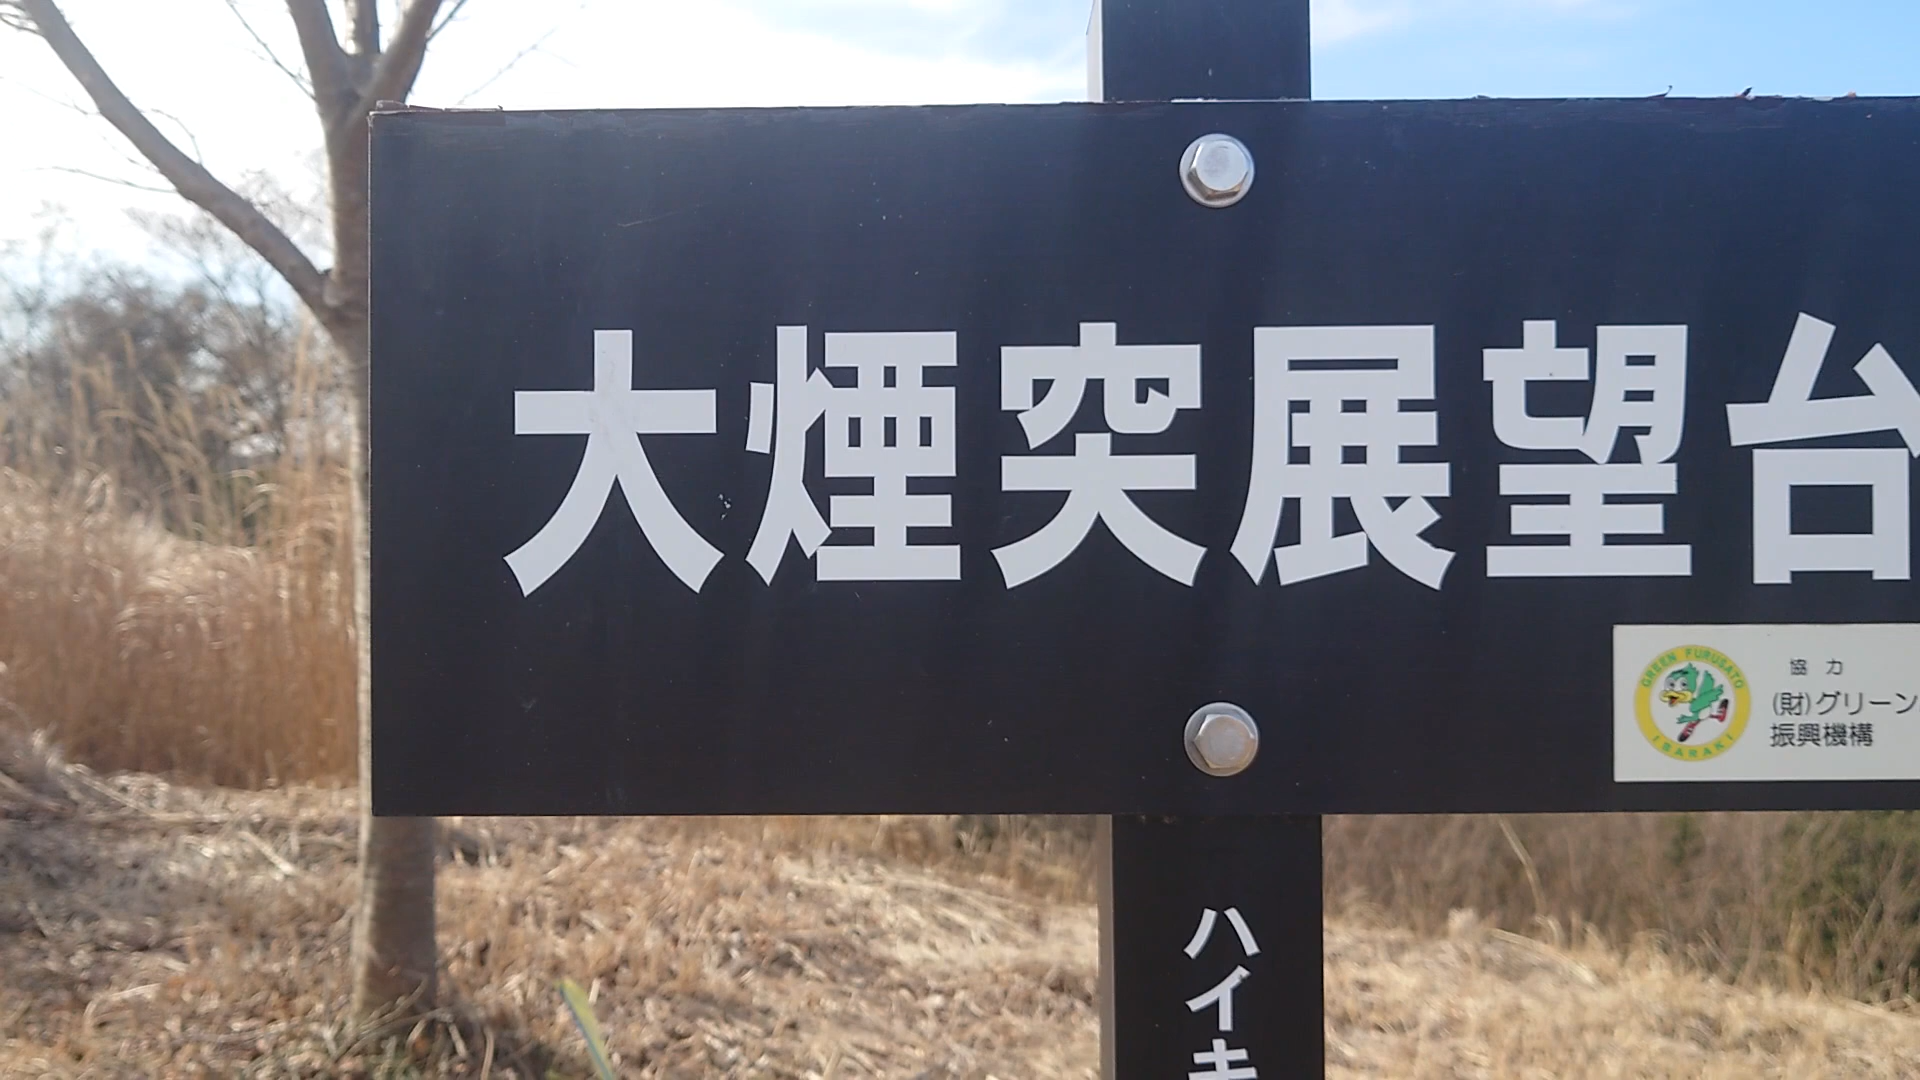 大煙突展望台
GREEN FURUSATO
IBARAKI
協 力
(財)グリーン
振興機構
ハイキ